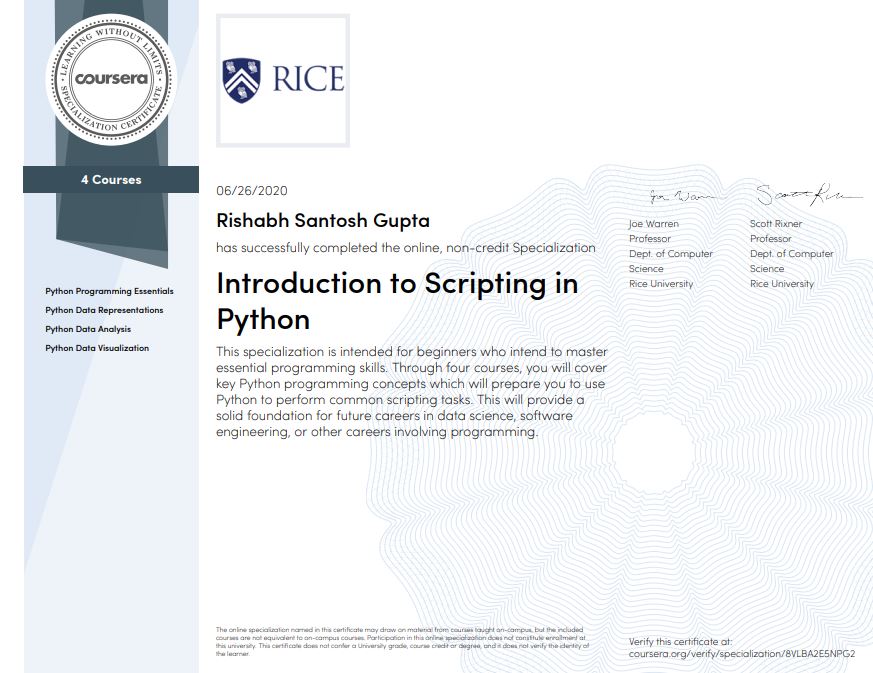 LEARNING WITHOUT LIMITS
coursera
SPECIALIZATION CERTIFICATE
4 Courses
Python Programming Essentials
Python Data Representations
Python Data Analysis
Python Data Visualization
RICE
06/26/2020
Rishabh Santosh Gupta
has successfully completed the online, non-credit Specialization
Introduction to Scripting in
Python
This specialization is intended for beginners who intend to master
essential programming skills. Through four courses, you will cover
key Python programming concepts which will prepare you to use
Python to perform common scripting tasks. This will provide a
solid foundation for future careers in data science, software
engineering, or other careers involving programming.
Joe Warren
Professor
Dept. of Computer
Science
Rice University
Scott Rixner
Professor
Dept. of Computer
Science
Rice University
The online specialization named in this certificate may draw on material from courses taught on-campus, but the included
courses are not equivalent to on-campus courses. Participation in this online specialization does not constitute enrollment at
this university. This certificate does not confer a University grade, course credit or degree, and it does not verify the identity of
the learner.
Verify this certificate at:
coursera.org/verify/specialization/8VLBA2E5NPG2